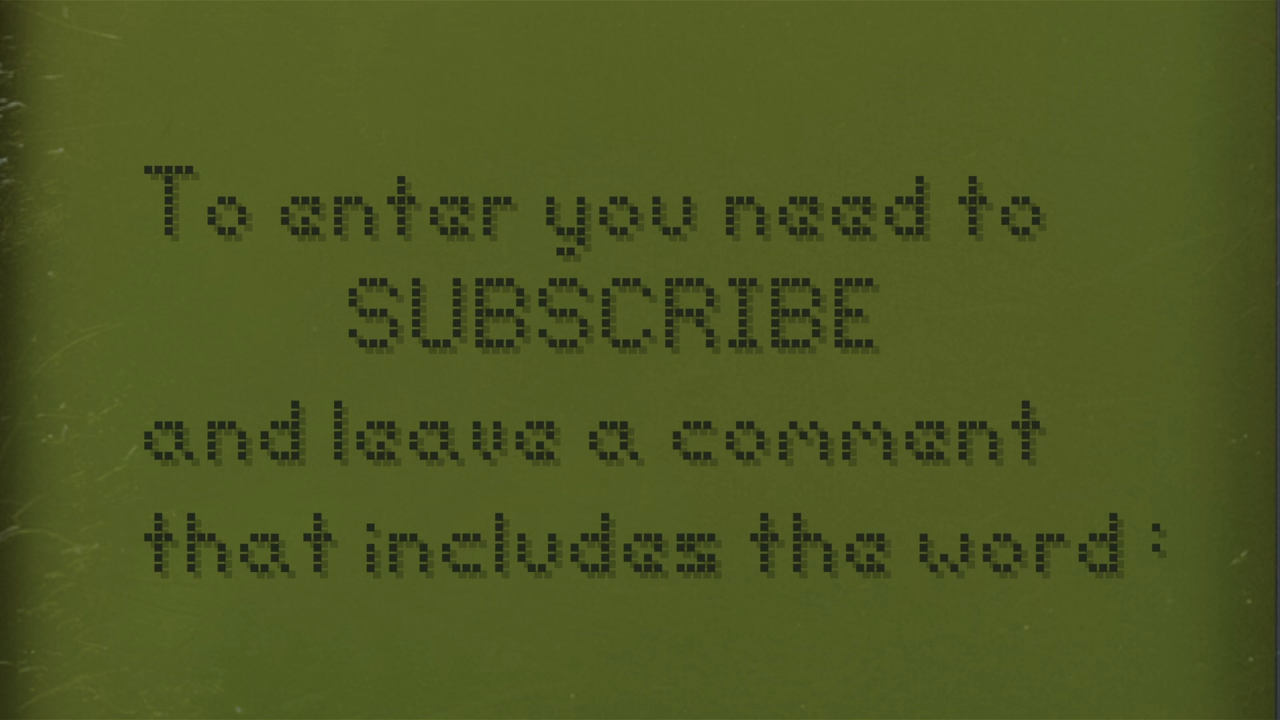 To enter you need to
SUBSCRIBE
and leave a comment
that includes the word :